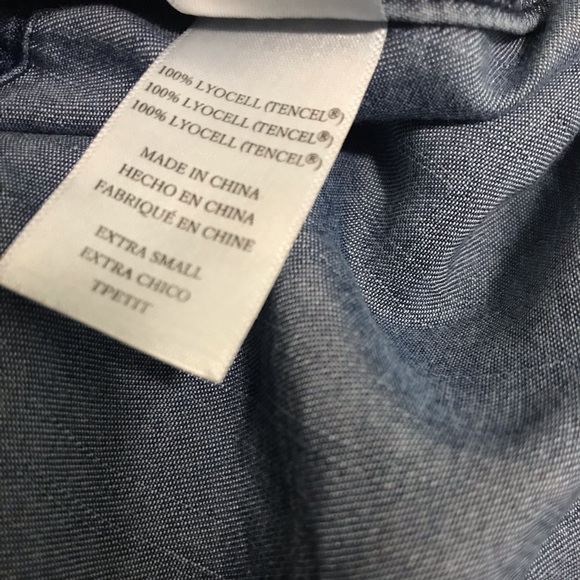 100% LYOCELL (TENCEL®)
100% LYOCELL (TENCEL®)
100% LYOCELL (TENCEL®)
MADE IN CHINA
HECHO EN CHINA
FABRIQUÉ EN CHINE
EXTRA SMALL
EXTRA CHICO
TPETIT